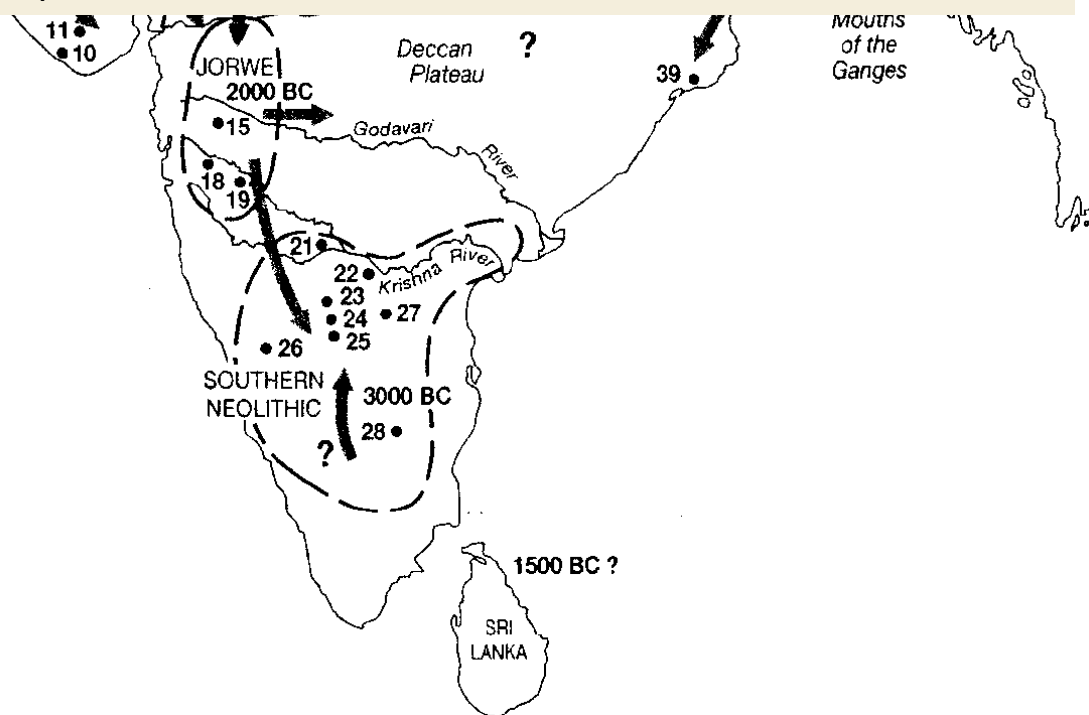 11
10
JORWE
2000 BC
Deccan
Plateau
?
39
Mouths
of the
Ganges
15
Godavari
River
18
19
21
22
Krishna River
23
24
27
25
26
SOUTHERN
NEOLITHIC
3000 BC
28
?
1500 BC ?
SRI
LANKA